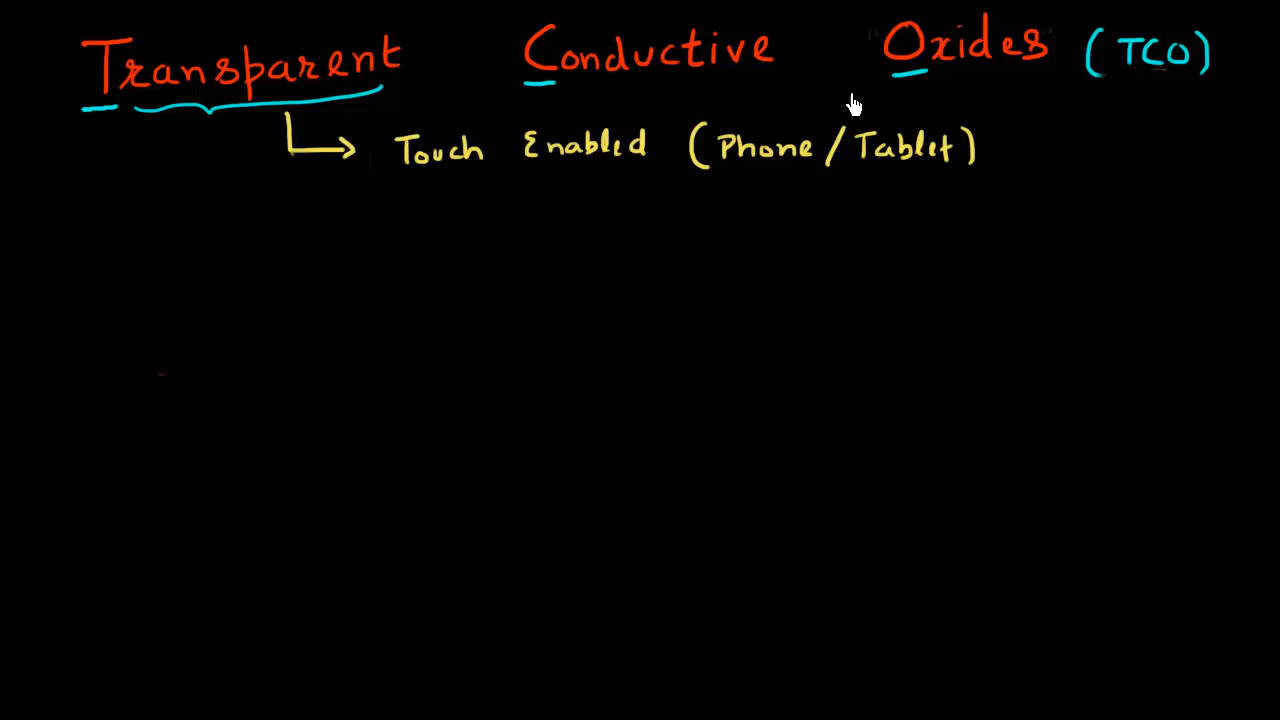 Transparent Conductive Oxides (TCO)
Touch Enabled (Phone/Tablet)